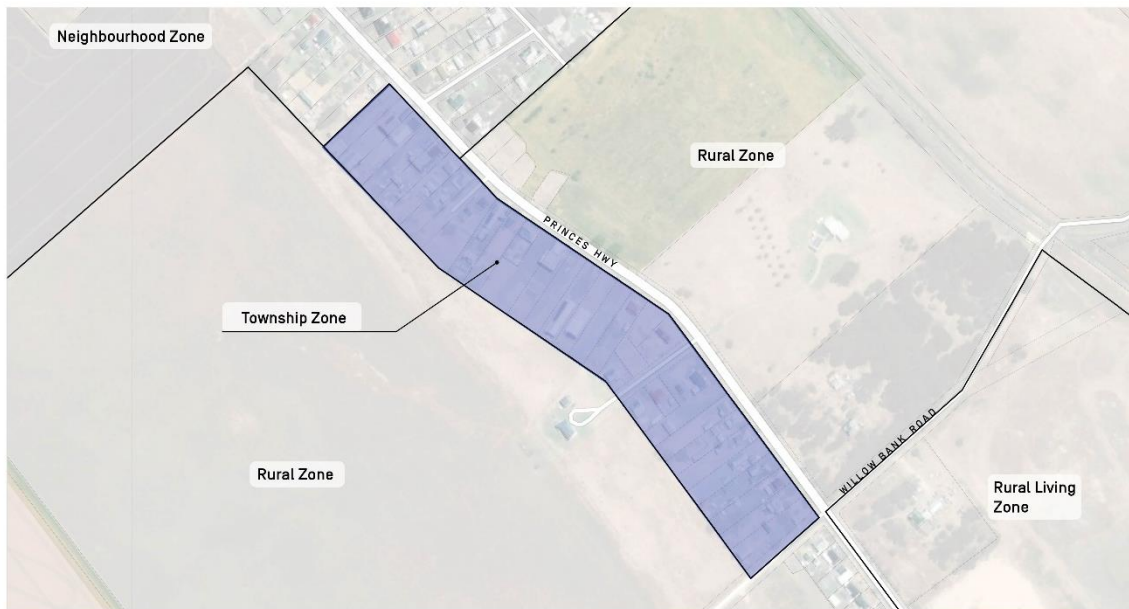 Neighbourhood Zone
Rural Zone
PRINCES HWY
Township Zone
WILLOW BANK ROAD
Rural Zone
Rural Living
Zone